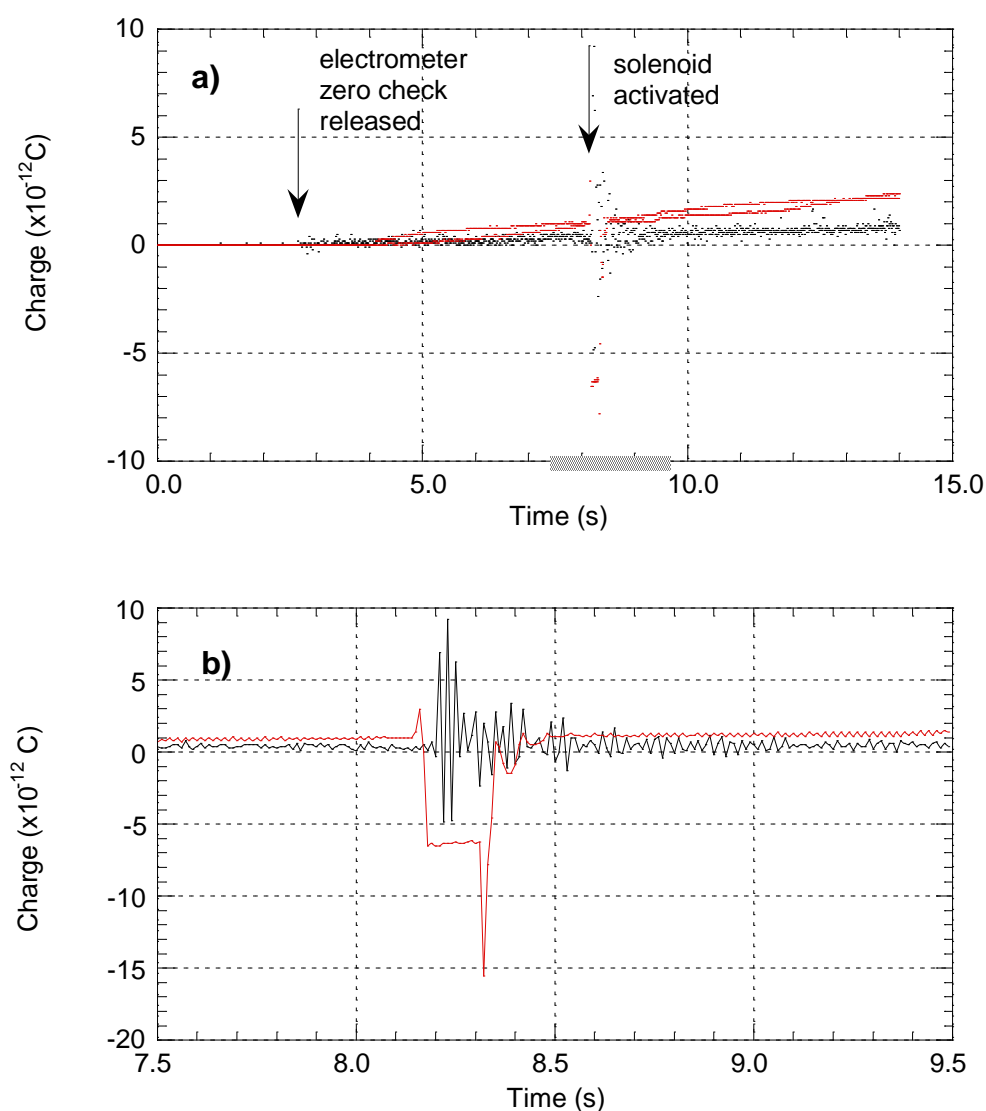 10
a)
electrometer
zero check
released
solenoid
activated
5
0
-5
-10
Charge (x10-12C)
0.0 5.0 10.0 15.0
Time (s)
10
b)
5
0
-5
-10
-15
-20
Charge (x10-12 C)
7.5 8.0 8.5 9.0 9.5
Time (s)